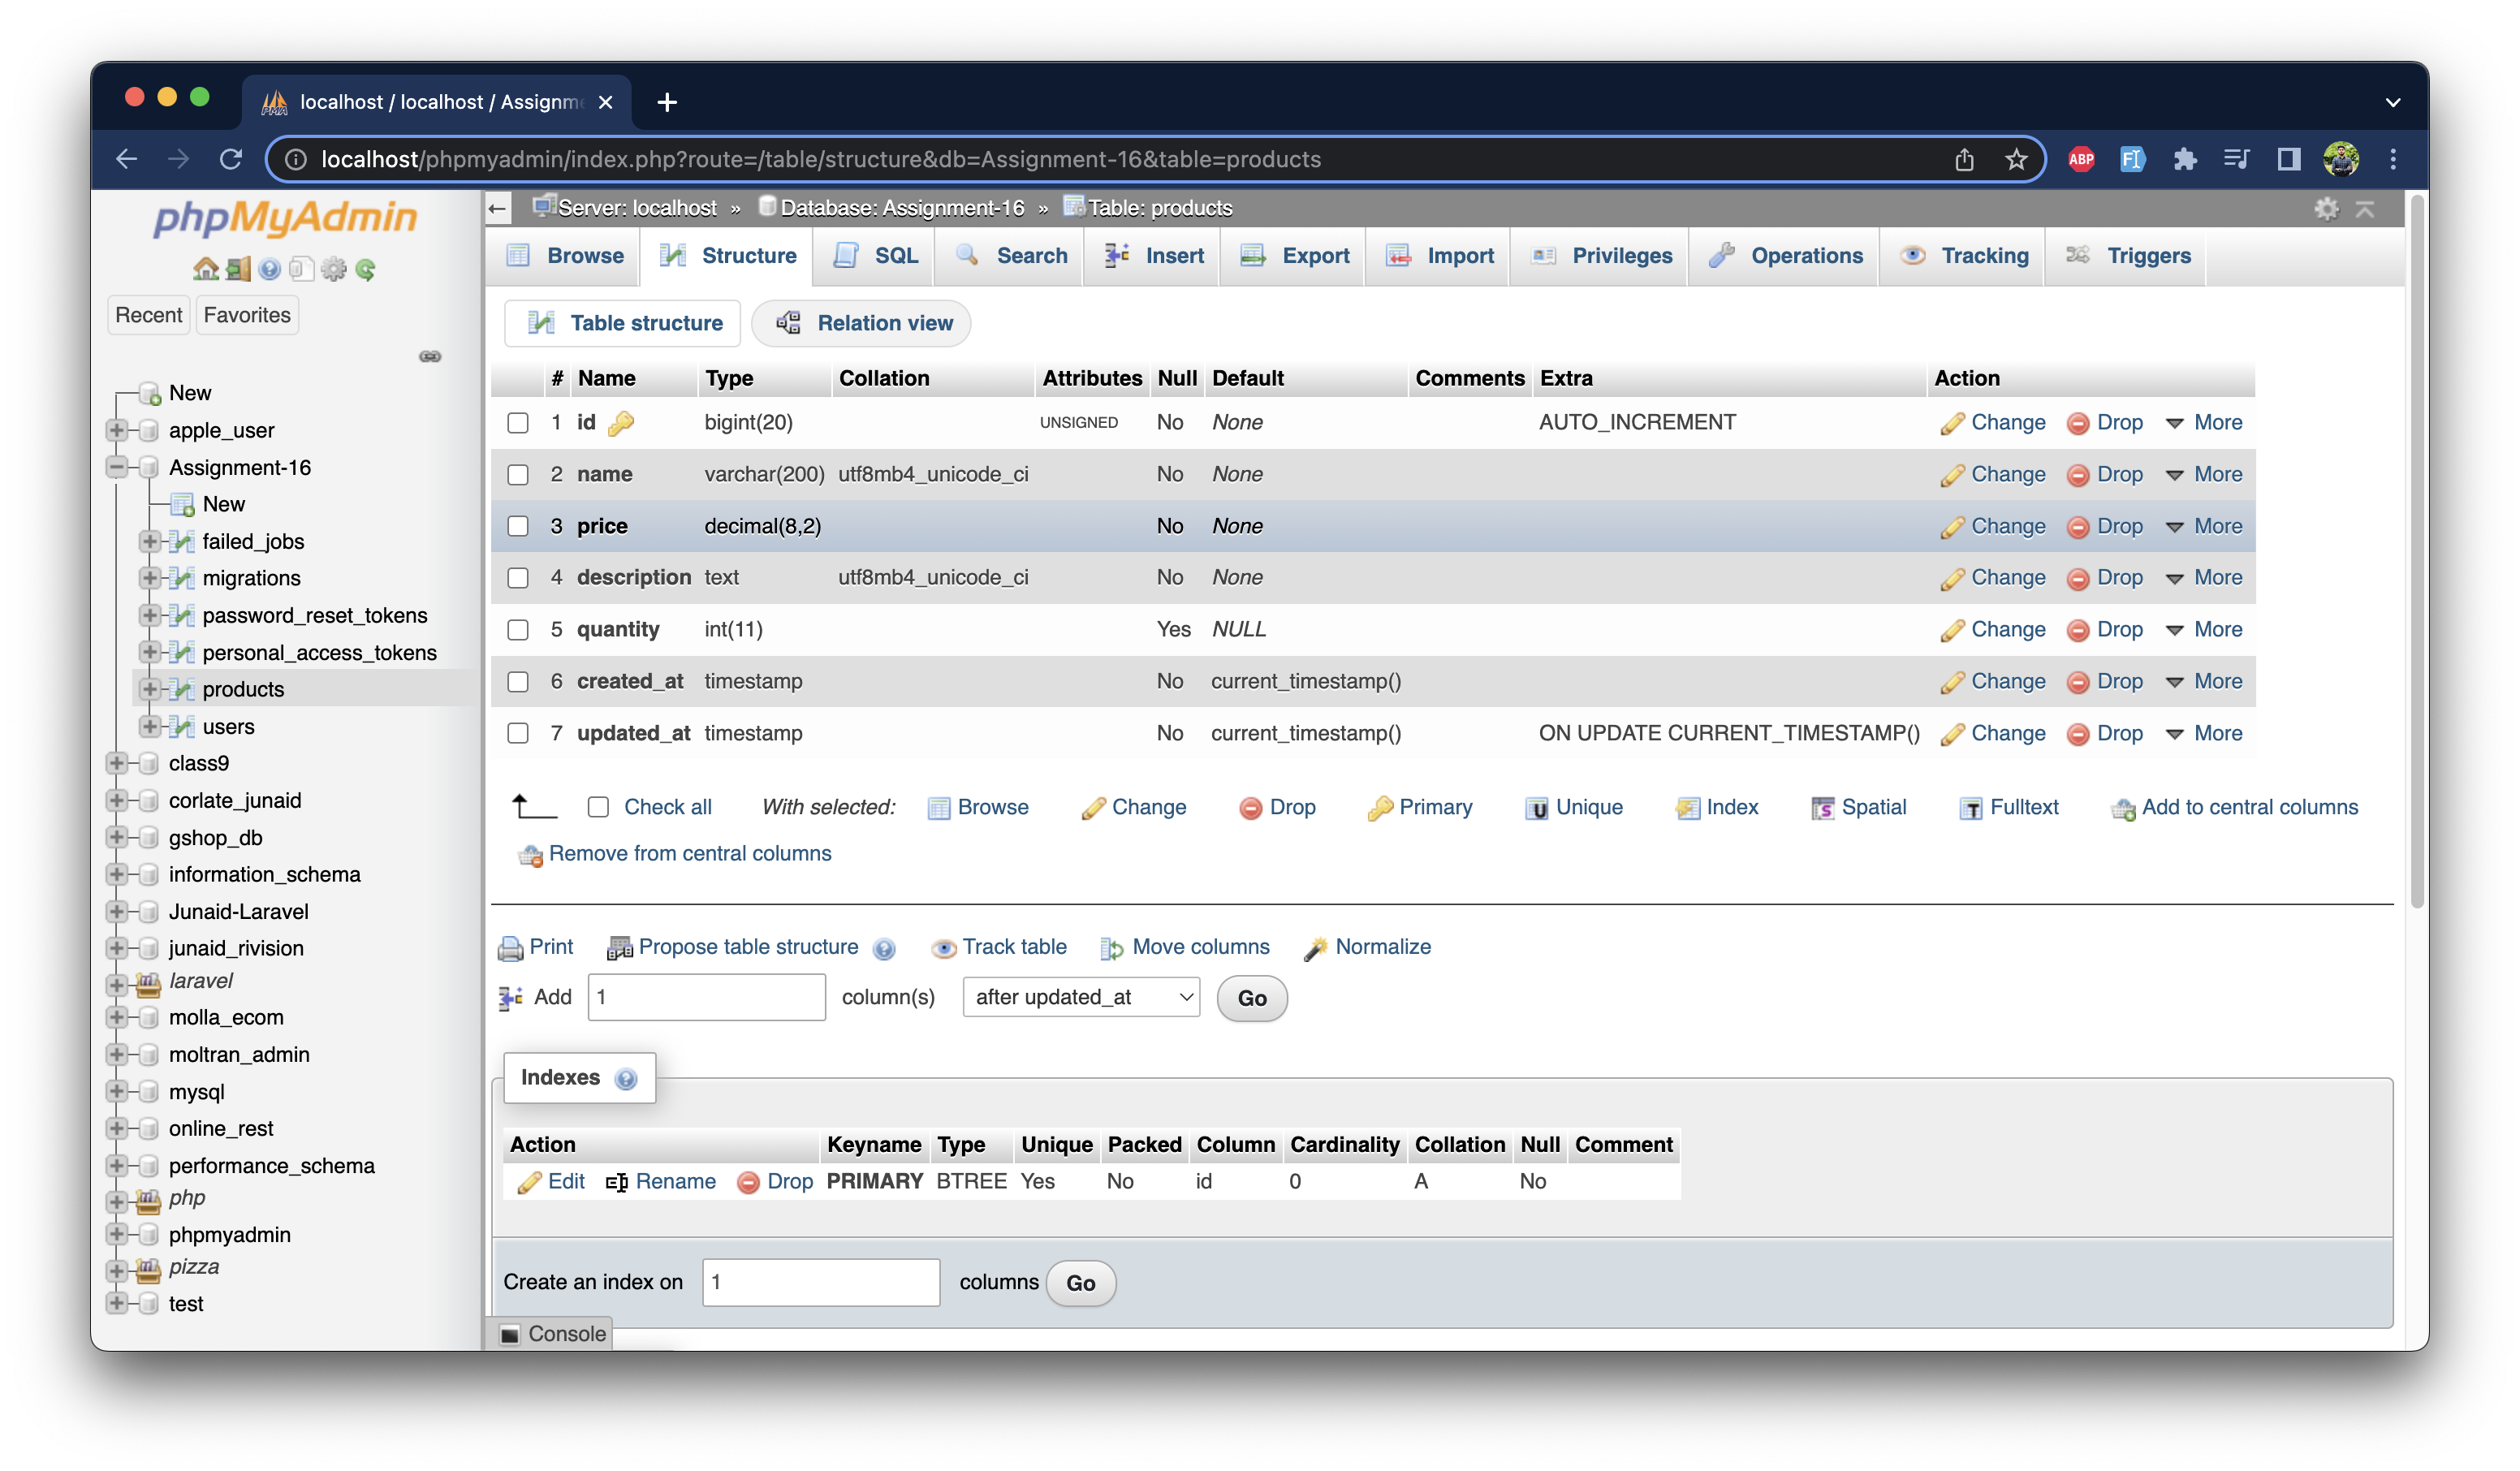 localhost / localhost / Assignme
localhost/phpmyadmin/index.php?route=/table/structure&db=Assignment-16&table=products
ABP
phpMyAdmin
Recent Favorites
New
apple_user
Assignment-16
New
failed_jobs
migrations
password_reset_tokens
personal_access_tokens
products
users
class9
corlate_junaid
gshop_db
information_schema
Junaid-Laravel
junaid_rivision
laravel
molla_ecom
moltran_admin
mysql
online_rest
performance_schema
php
phpmyadmin
pizza
test
Server: localhost » Database: Assignment-16 » Table: products
Browse Structure SQL Search Insert Export Import Privileges Operations Tracking Triggers
Table structure Relation view
# Name Type Collation Attributes Null Default Comments Extra Action
1 id bigint(20) UNSIGNED No None AUTO_INCREMENT Change Drop More
2 name varchar(200) utf8mb4_unicode_ci No None Change Drop More
3 price decimal(8,2) No None Change Drop More
4 description text utf8mb4_unicode_ci No None Change Drop More
5 quantity int(11) Yes NULL Change Drop More
6 created_at timestamp No current_timestamp() Change Drop More
7 updated_at timestamp No current_timestamp() ON UPDATE CURRENT_TIMESTAMP() Change Drop More
Check all With selected: Browse Change Drop Primary Unique Index Spatial Fulltext Add to central columns
Remove from central columns
Print Propose table structure Track table Move columns Normalize
Add 1 column(s) after updated_at Go
Indexes
Action Keyname Type Unique Packed Column Cardinality Collation Null Comment
Edit Rename Drop PRIMARY BTREE Yes No id 0 A No
Create an index on 1 columns Go
Console